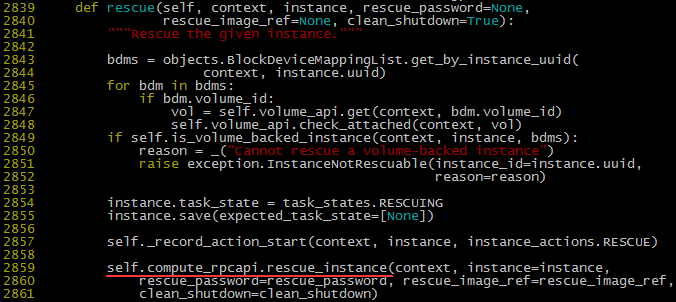 2839     def rescue(self, context, instance, rescue_password=None,
2840                rescue_image_ref=None, clean_shutdown=True):
2841         """Rescue the given instance."""
2842
2843         bdms = objects.BlockDeviceMappingList.get_by_instance_uuid(
2844                     context, instance.uuid)
2845         for bdm in bdms:
2846             if bdm.volume_id:
2847                 vol = self.volume_api.get(context, bdm.volume_id)
2848                 self.volume_api.check_attached(context, vol)
2849         if self.is_volume_backed_instance(context, instance, bdms):
2850             reason = _("Cannot rescue a volume-backed instance")
2851             raise exception.InstanceNotRescuable(instance_id=instance.uuid,
2852                                                  reason=reason)
2853
2854         instance.task_state = task_states.RESCUING
2855         instance.save(expected_task_state=[None])
2856
2857         self._record_action_start(context, instance, instance_actions.RESCUE)
2858
2859         self.compute_rpcapi.rescue_instance(context, instance=instance,
2860             rescue_password=rescue_password, rescue_image_ref=rescue_image_ref,
2861             clean_shutdown=clean_shutdown)